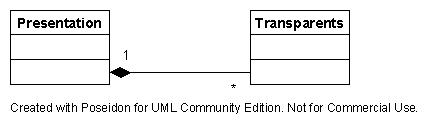 Presentation Transparents
1
*
Created with Poseidon for UML Community Edition. Not for Commercial Use.